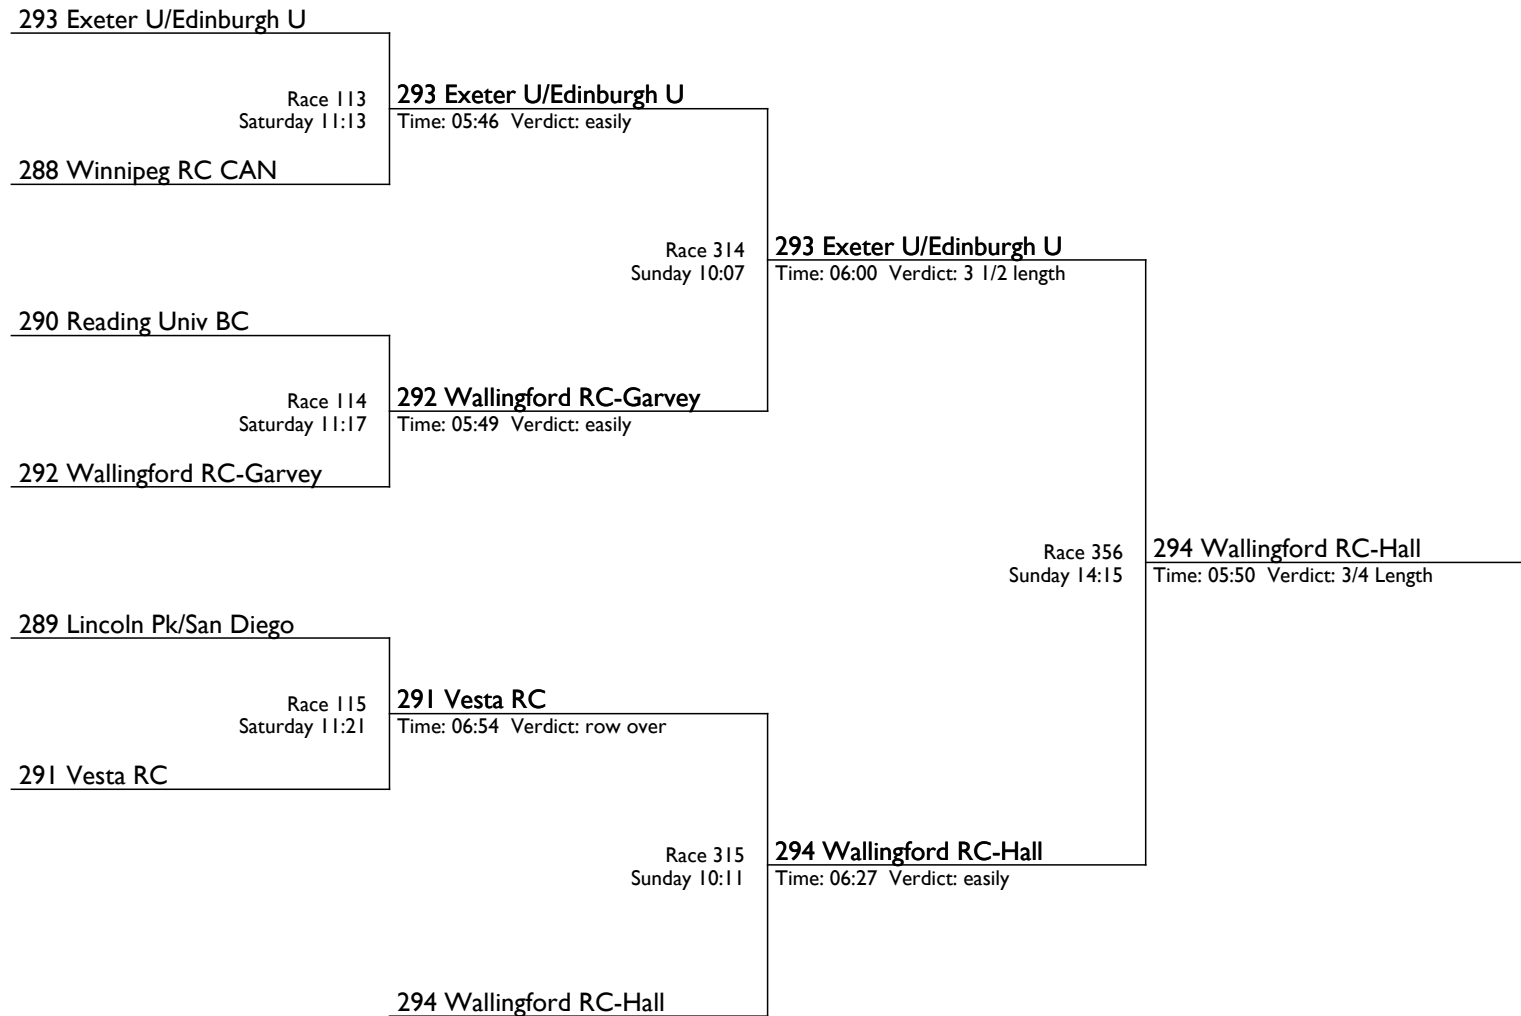 293 Exeter U/Edinburgh U
Race 113
Saturday 11:13
293 Exeter U/Edinburgh U
Time: 05:46 Verdict: easily
288 Winnipeg RC CAN
Race 314
Sunday 10:07
293 Exeter U/Edinburgh U
Time: 06:00 Verdict: 3 1/2 length
290 Reading Univ BC
Race 114
Saturday 11:17
292 Wallingford RC-Garvey
Time: 05:49 Verdict: easily
292 Wallingford RC-Garvey
Race 356
Sunday 14:15
294 Wallingford RC-Hall
Time: 05:50 Verdict: 3/4 Length
289 Lincoln Pk/San Diego
Race 115
Saturday 11:21
291 Vesta RC
Time: 06:54 Verdict: row over
291 Vesta RC
Race 315
Sunday 10:11
294 Wallingford RC-Hall
Time: 06:27 Verdict: easily
294 Wallingford RC-Hall